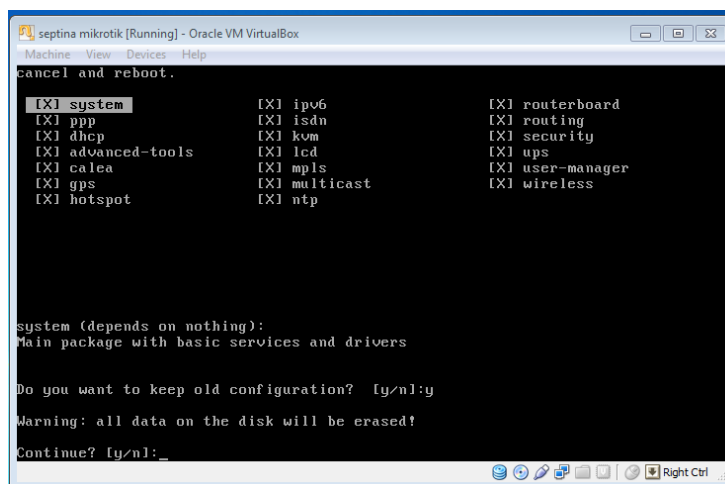 septina mikrotik [Running] - Oracle VM VirtualBox
Machine View Devices Help
cancel and reboot.
[X] system [X] ipv6 [X] routerboard
[X] ppp [X] isdn [X] routing
[X] dhcp [X] kvm [X] security
[X] advanced-tools [X] lcd [X] ups
[X] calea [X] mpls [X] user-manager
[X] gps [X] multicast [X] wireless
[X] hotspot [X] ntp
system (depends on nothing):
Main package with basic services and drivers
Do you want to keep old configuration? [y/n]:y
Warning: all data on the disk will be erased!
Continue? [y/n]:_
Right Ctrl